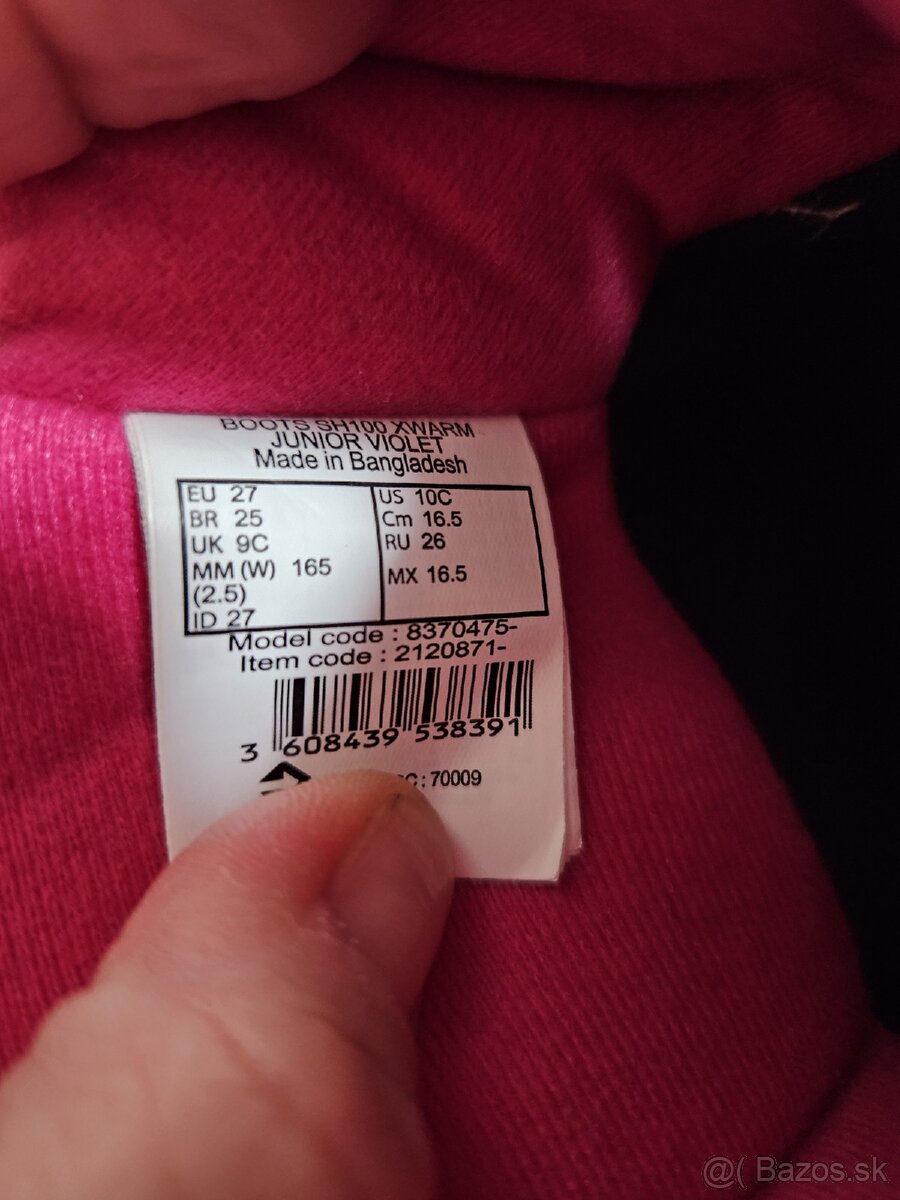 BOOTS SH100 XWARM
JUNIOR VIOLET
Made in Bangladesh
EU 27
BR 25
UK 9C
MM (W) 165
(2.5)
ID 27
US 10C
Cm 16.5
RU 26
MX 16.5
Model code : 8370475-
Item code : 2120871-
3 608439 538391
: 70009
@( Bazos.sk